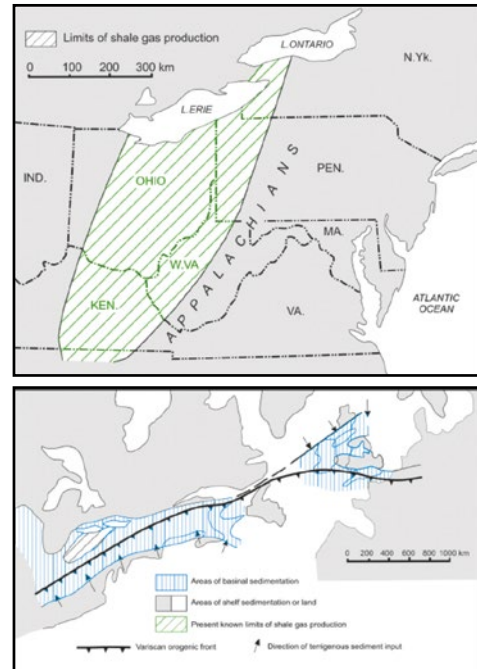 Limits of shale gas production
0 100 200 300 km
L.ONTARIO
N.Yk.
L.ERIE
IND.
OHIO
PEN.
APPALACHIANS
MA.
W.VA
KEN.
VA.
ATLANTIC
OCEAN
0 200 400 600 800 1000 km
Areas of basinal sedimentation
Areas of shelf sedimentation or land
Present known limits of shale gas production
Variscan orogenic front
Direction of terrigenous sediment input